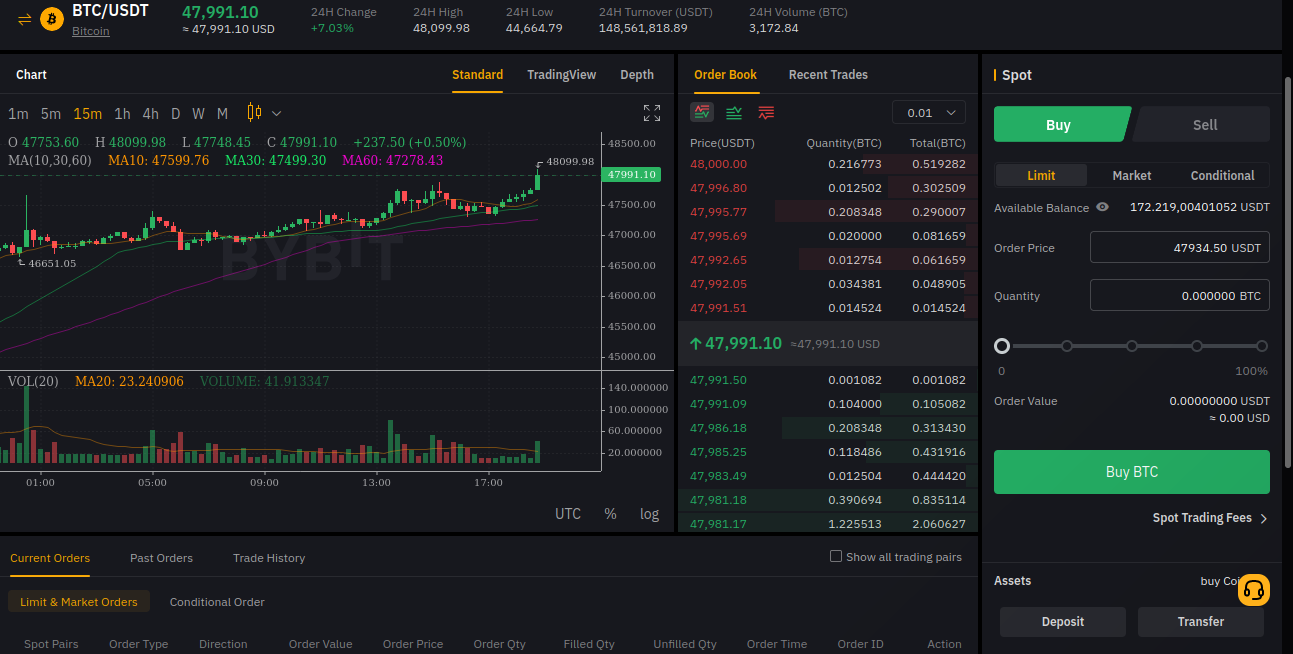 BTC/USDT
Bitcoin
47,991.10
≈ 47,991.10 USD
24H Change
+7.03%
24H High
48,099.98
24H Low
44,664.79
24H Turnover (USDT)
148,561,818.89
24H Volume (BTC)
3,172.84
Chart
Standard TradingView Depth
1m 5m 15m 1h 4h D W M
O 47753.60 H 48099.98 L 47748.45 C 47991.10 +237.50 (+0.50%)
MA(10,30,60) MA10: 47599.76 MA30: 47499.30 MA60: 47278.43
48099.98
46651.05
BYBIT
48500.00
47991.10
47500.00
47000.00
46500.00
46000.00
45500.00
45000.00
VOL(20) MA20: 23.240906 VOLUME: 41.913347
140.000000
100.000000
60.000000
20.000000
01:00 05:00 09:00 13:00 17:00
UTC % log
Order Book Recent Trades
0.01
Price(USDT) Quantity(BTC) Total(BTC)
48,000.00 0.216773 0.519282
47,996.80 0.012502 0.302509
47,995.77 0.208348 0.290007
47,995.69 0.020000 0.081659
47,992.65 0.012754 0.061659
47,992.05 0.034381 0.048905
47,991.51 0.014524 0.014524
47,991.10 ≈47,991.10 USD
47,991.50 0.001082 0.001082
47,991.09 0.104000 0.105082
47,986.18 0.208348 0.313430
47,985.25 0.118486 0.431916
47,983.49 0.012504 0.444420
47,981.18 0.390694 0.835114
47,981.17 1.225513 2.060627
Spot
Buy Sell
Limit Market Conditional
Available Balance 172.219,00401052 USDT
Order Price 47934.50 USDT
Quantity 0.000000 BTC
0 100%
Order Value 0.00000000 USDT
≈ 0.00 USD
Buy BTC
Spot Trading Fees
Assets buy Coi
Deposit Transfer
Current Orders Past Orders Trade History
Show all trading pairs
Limit & Market Orders Conditional Order
Spot Pairs Order Type Direction Order Value Order Price Order Qty Filled Qty Unfilled Qty Order Time Order ID Action